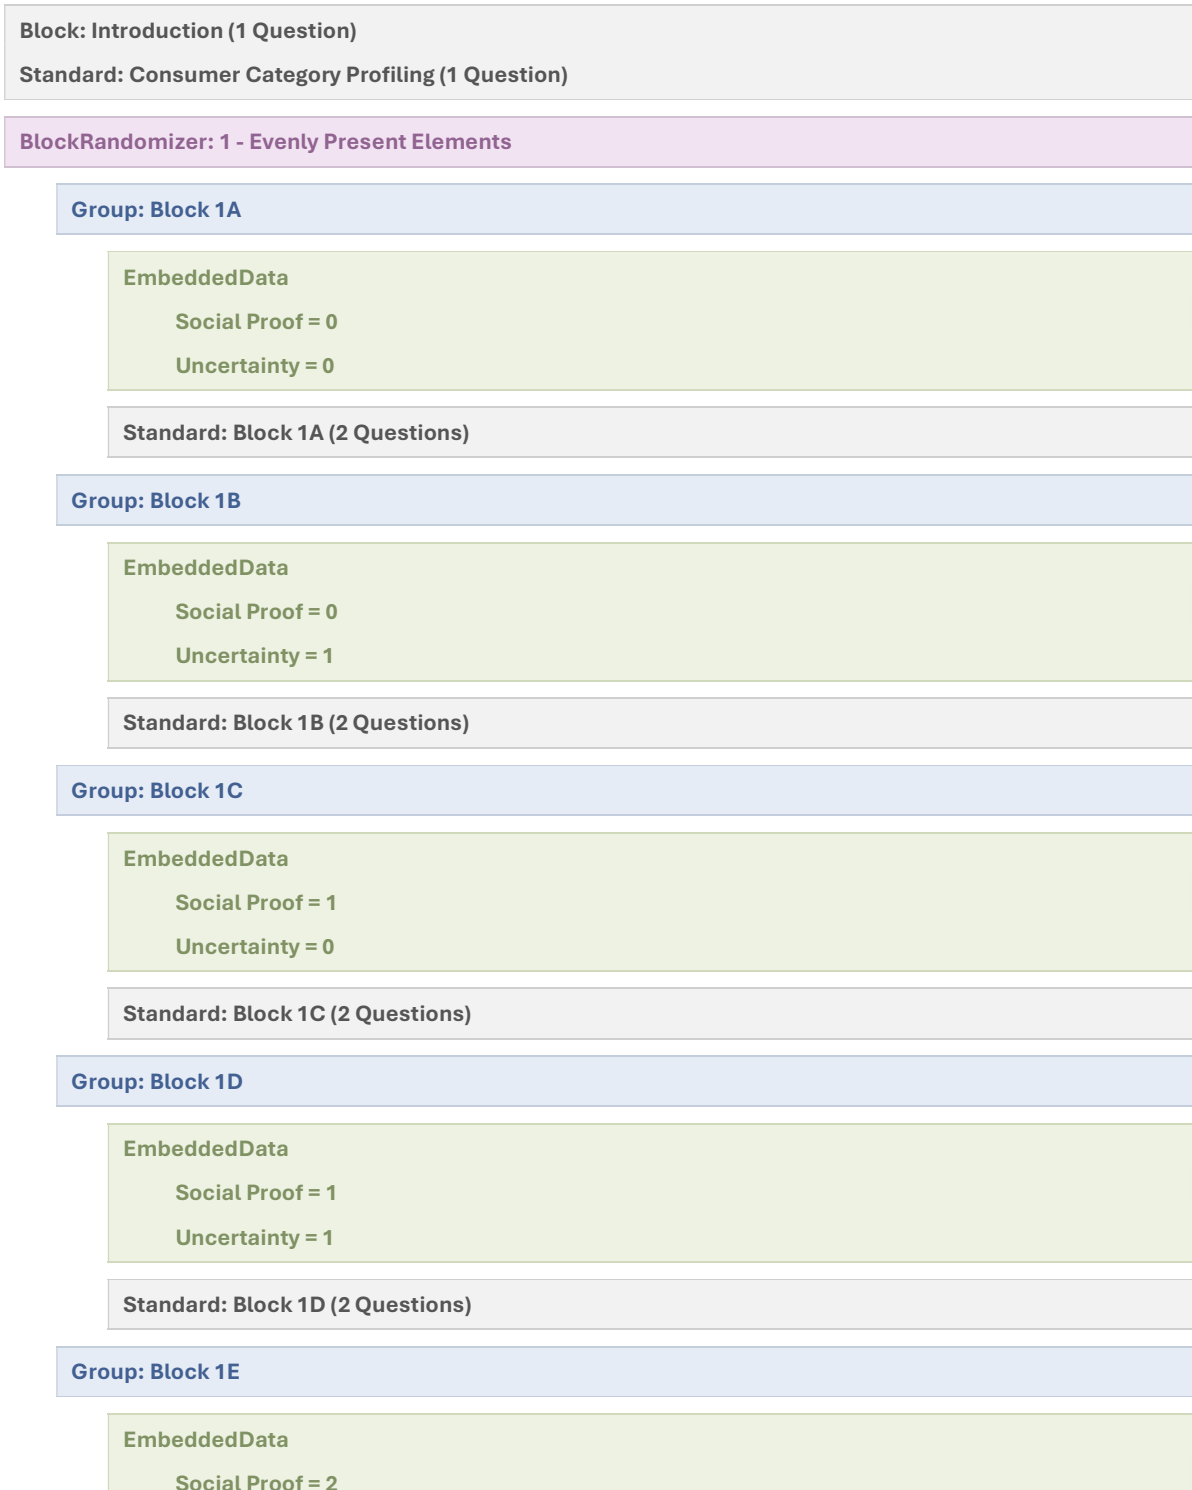 Block: Introduction (1 Question)
Standard: Consumer Category Profiling (1 Question)
BlockRandomizer: 1 - Evenly Present Elements
Group: Block 1A
EmbeddedData
Social Proof = 0
Uncertainty = 0
Standard: Block 1A (2 Questions)
Group: Block 1B
EmbeddedData
Social Proof = 0
Uncertainty = 1
Standard: Block 1B (2 Questions)
Group: Block 1C
EmbeddedData
Social Proof = 1
Uncertainty = 0
Standard: Block 1C (2 Questions)
Group: Block 1D
EmbeddedData
Social Proof = 1
Uncertainty = 1
Standard: Block 1D (2 Questions)
Group: Block 1E
EmbeddedData
Social Proof = 2